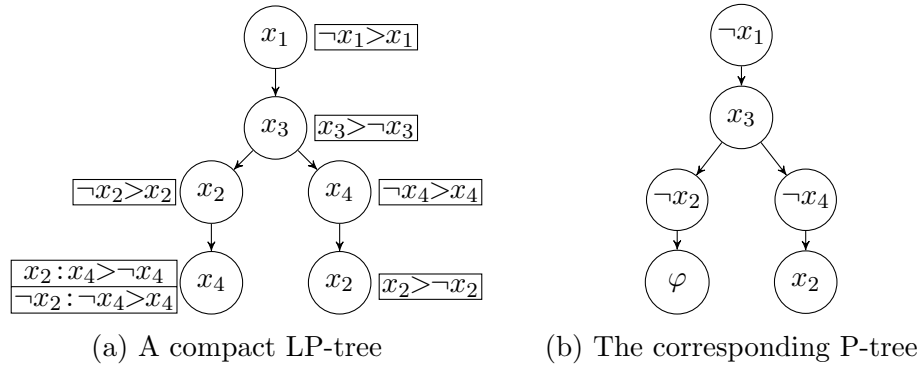 x₁ ¬x₁>x₁
x₃ x₃>¬x₃
¬x₂>x₂ x₂ x₄ ¬x₄>x₄
x₂:x₄>¬x₄
¬x₂:¬x₄>x₄ x₄ x₂ x₂>¬x₂
(a) A compact LP-tree
¬x₁
x₃
¬x₂ ¬x₄
φ x₂
(b) The corresponding P-tree